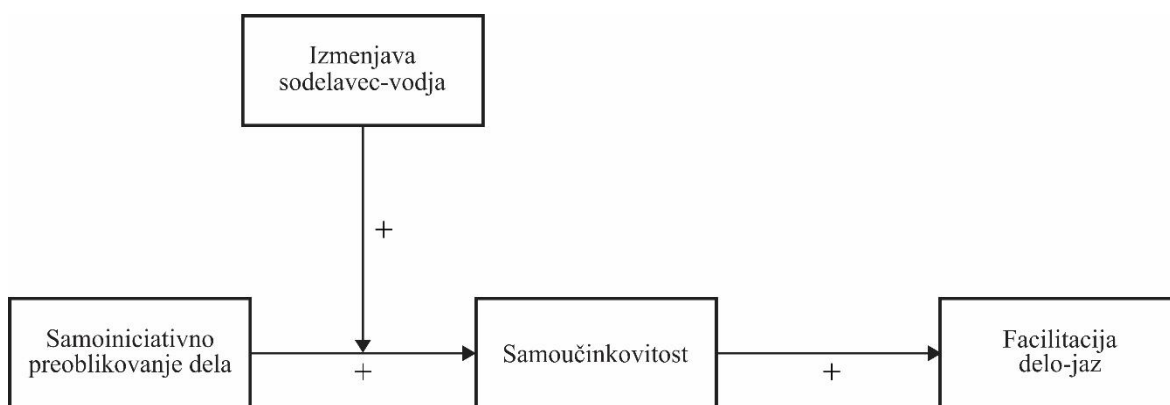 Izmenjava
sodelavec-vodja
+
Samoiniciativno
preoblikovanje dela
+
Samoučinkovitost
+
Facilitacija
delo-jaz